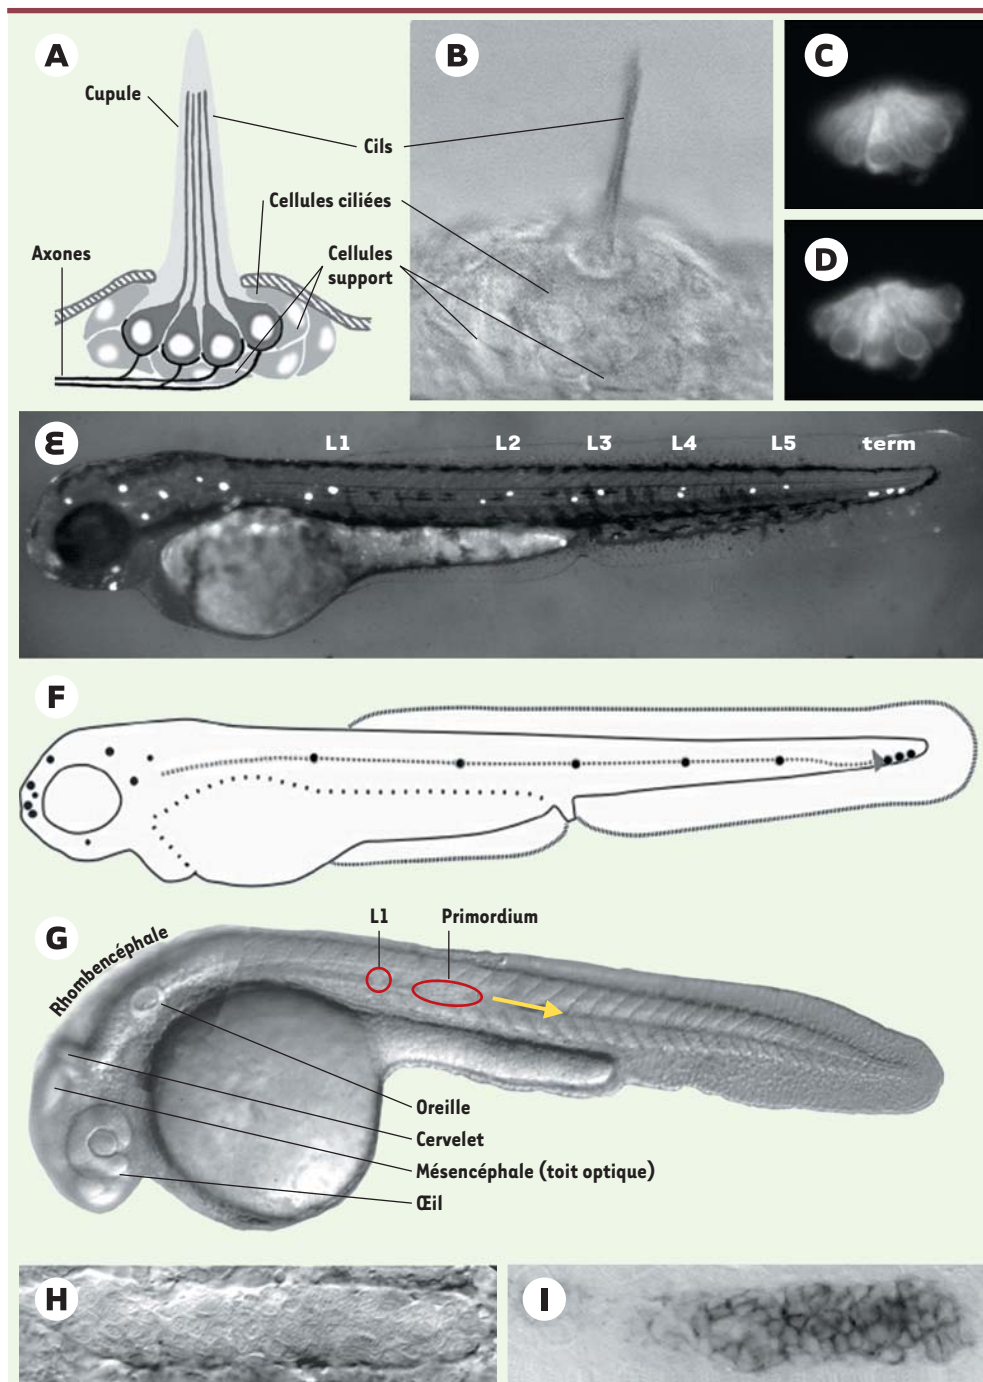 A
B
C
Cupule
Cils
Cellules ciliées
Axones
Cellules
support
D
E
L1 L2 L3 L4 L5 term
F
G
Rhombencéphale
L1
Primordium
Oreille
Cervelet
Mésencéphale (toit optique)
Œil
H
I